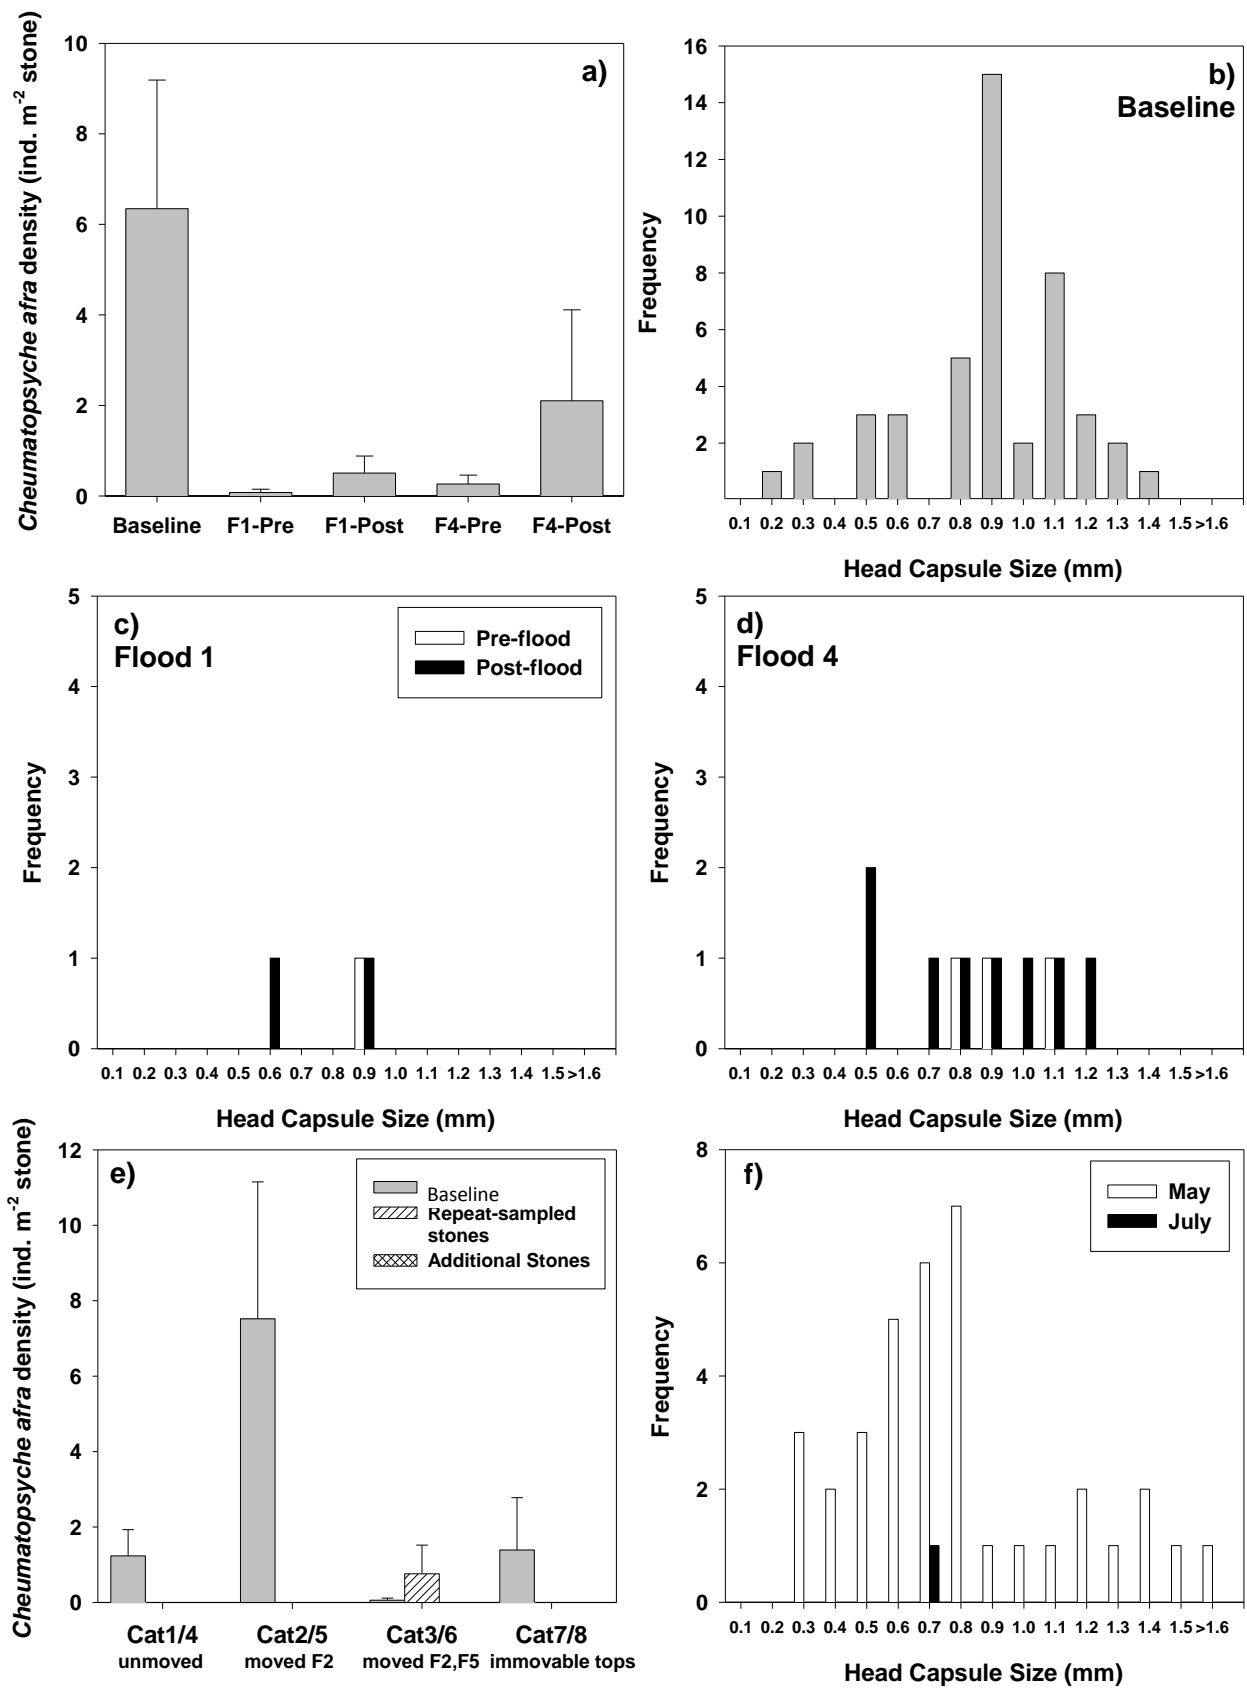 Cheumatopsyche afra density (ind. m⁻² stone)
10
8
6
4
2
0
a)
Baseline F1-Pre F1-Post F4-Pre F4-Post
Frequency
16
14
12
10
8
6
4
2
b)
Baseline
0.1 0.2 0.3 0.4 0.5 0.6 0.7 0.8 0.9 1.0 1.1 1.2 1.3 1.4 1.5 >1.6
Head Capsule Size (mm)
Frequency
5
4
3
2
1
0
c)
Flood 1
Pre-flood
Post-flood
0.1 0.2 0.3 0.4 0.5 0.6 0.7 0.8 0.9 1.0 1.1 1.2 1.3 1.4 1.5 >1.6
Head Capsule Size (mm)
Frequency
5
4
3
2
1
0
d)
Flood 4
0.1 0.2 0.3 0.4 0.5 0.6 0.7 0.8 0.9 1.0 1.1 1.2 1.3 1.4 1.5 >1.6
Head Capsule Size (mm)
Cheumatopsyche afra density (ind. m⁻² stone)
12
10
8
6
4
2
0
e)
Baseline
Repeat-sampled
stones
Additional Stones
Cat1/4 Cat2/5 Cat3/6 Cat7/8
unmoved moved F2 moved F2,F5 immovable tops
Frequency
8
6
4
2
0
f)
May
July
0.1 0.2 0.3 0.4 0.5 0.6 0.7 0.8 0.9 1.0 1.1 1.2 1.3 1.4 1.5 >1.6
Head Capsule Size (mm)